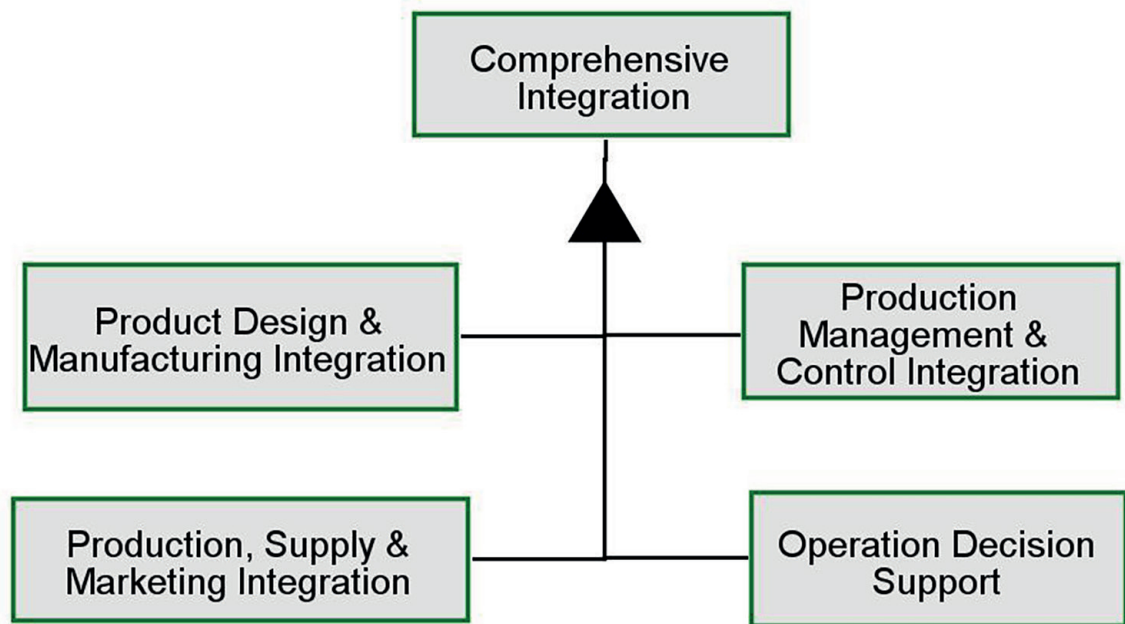 Comprehensive
Integration
Product Design &
Manufacturing Integration
Production
Management &
Control Integration
Production, Supply &
Marketing Integration
Operation Decision
Support